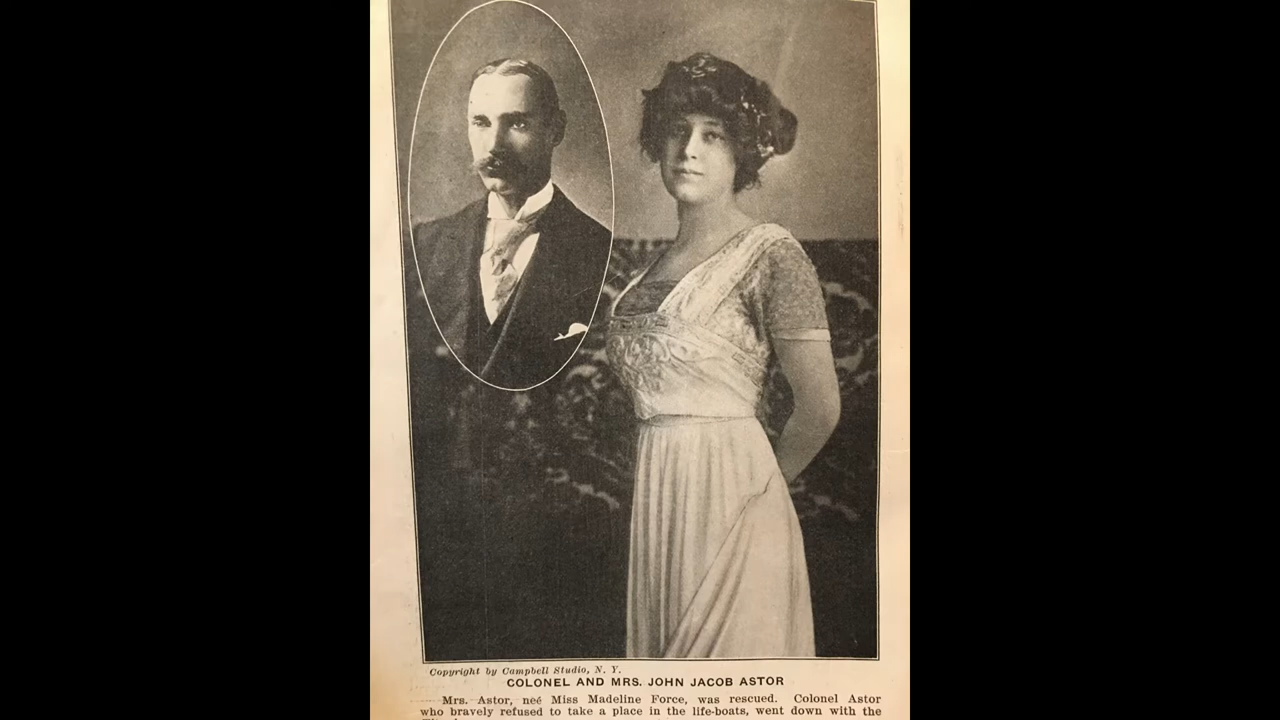 Copyright by Campbell Studio, N. Y.
COLONEL AND MRS. JOHN JACOB ASTOR
Mrs. Astor, neé Miss Madeline Force, was rescued. Colonel Astor
who bravely refused to take a place in the life-boats, went down with the